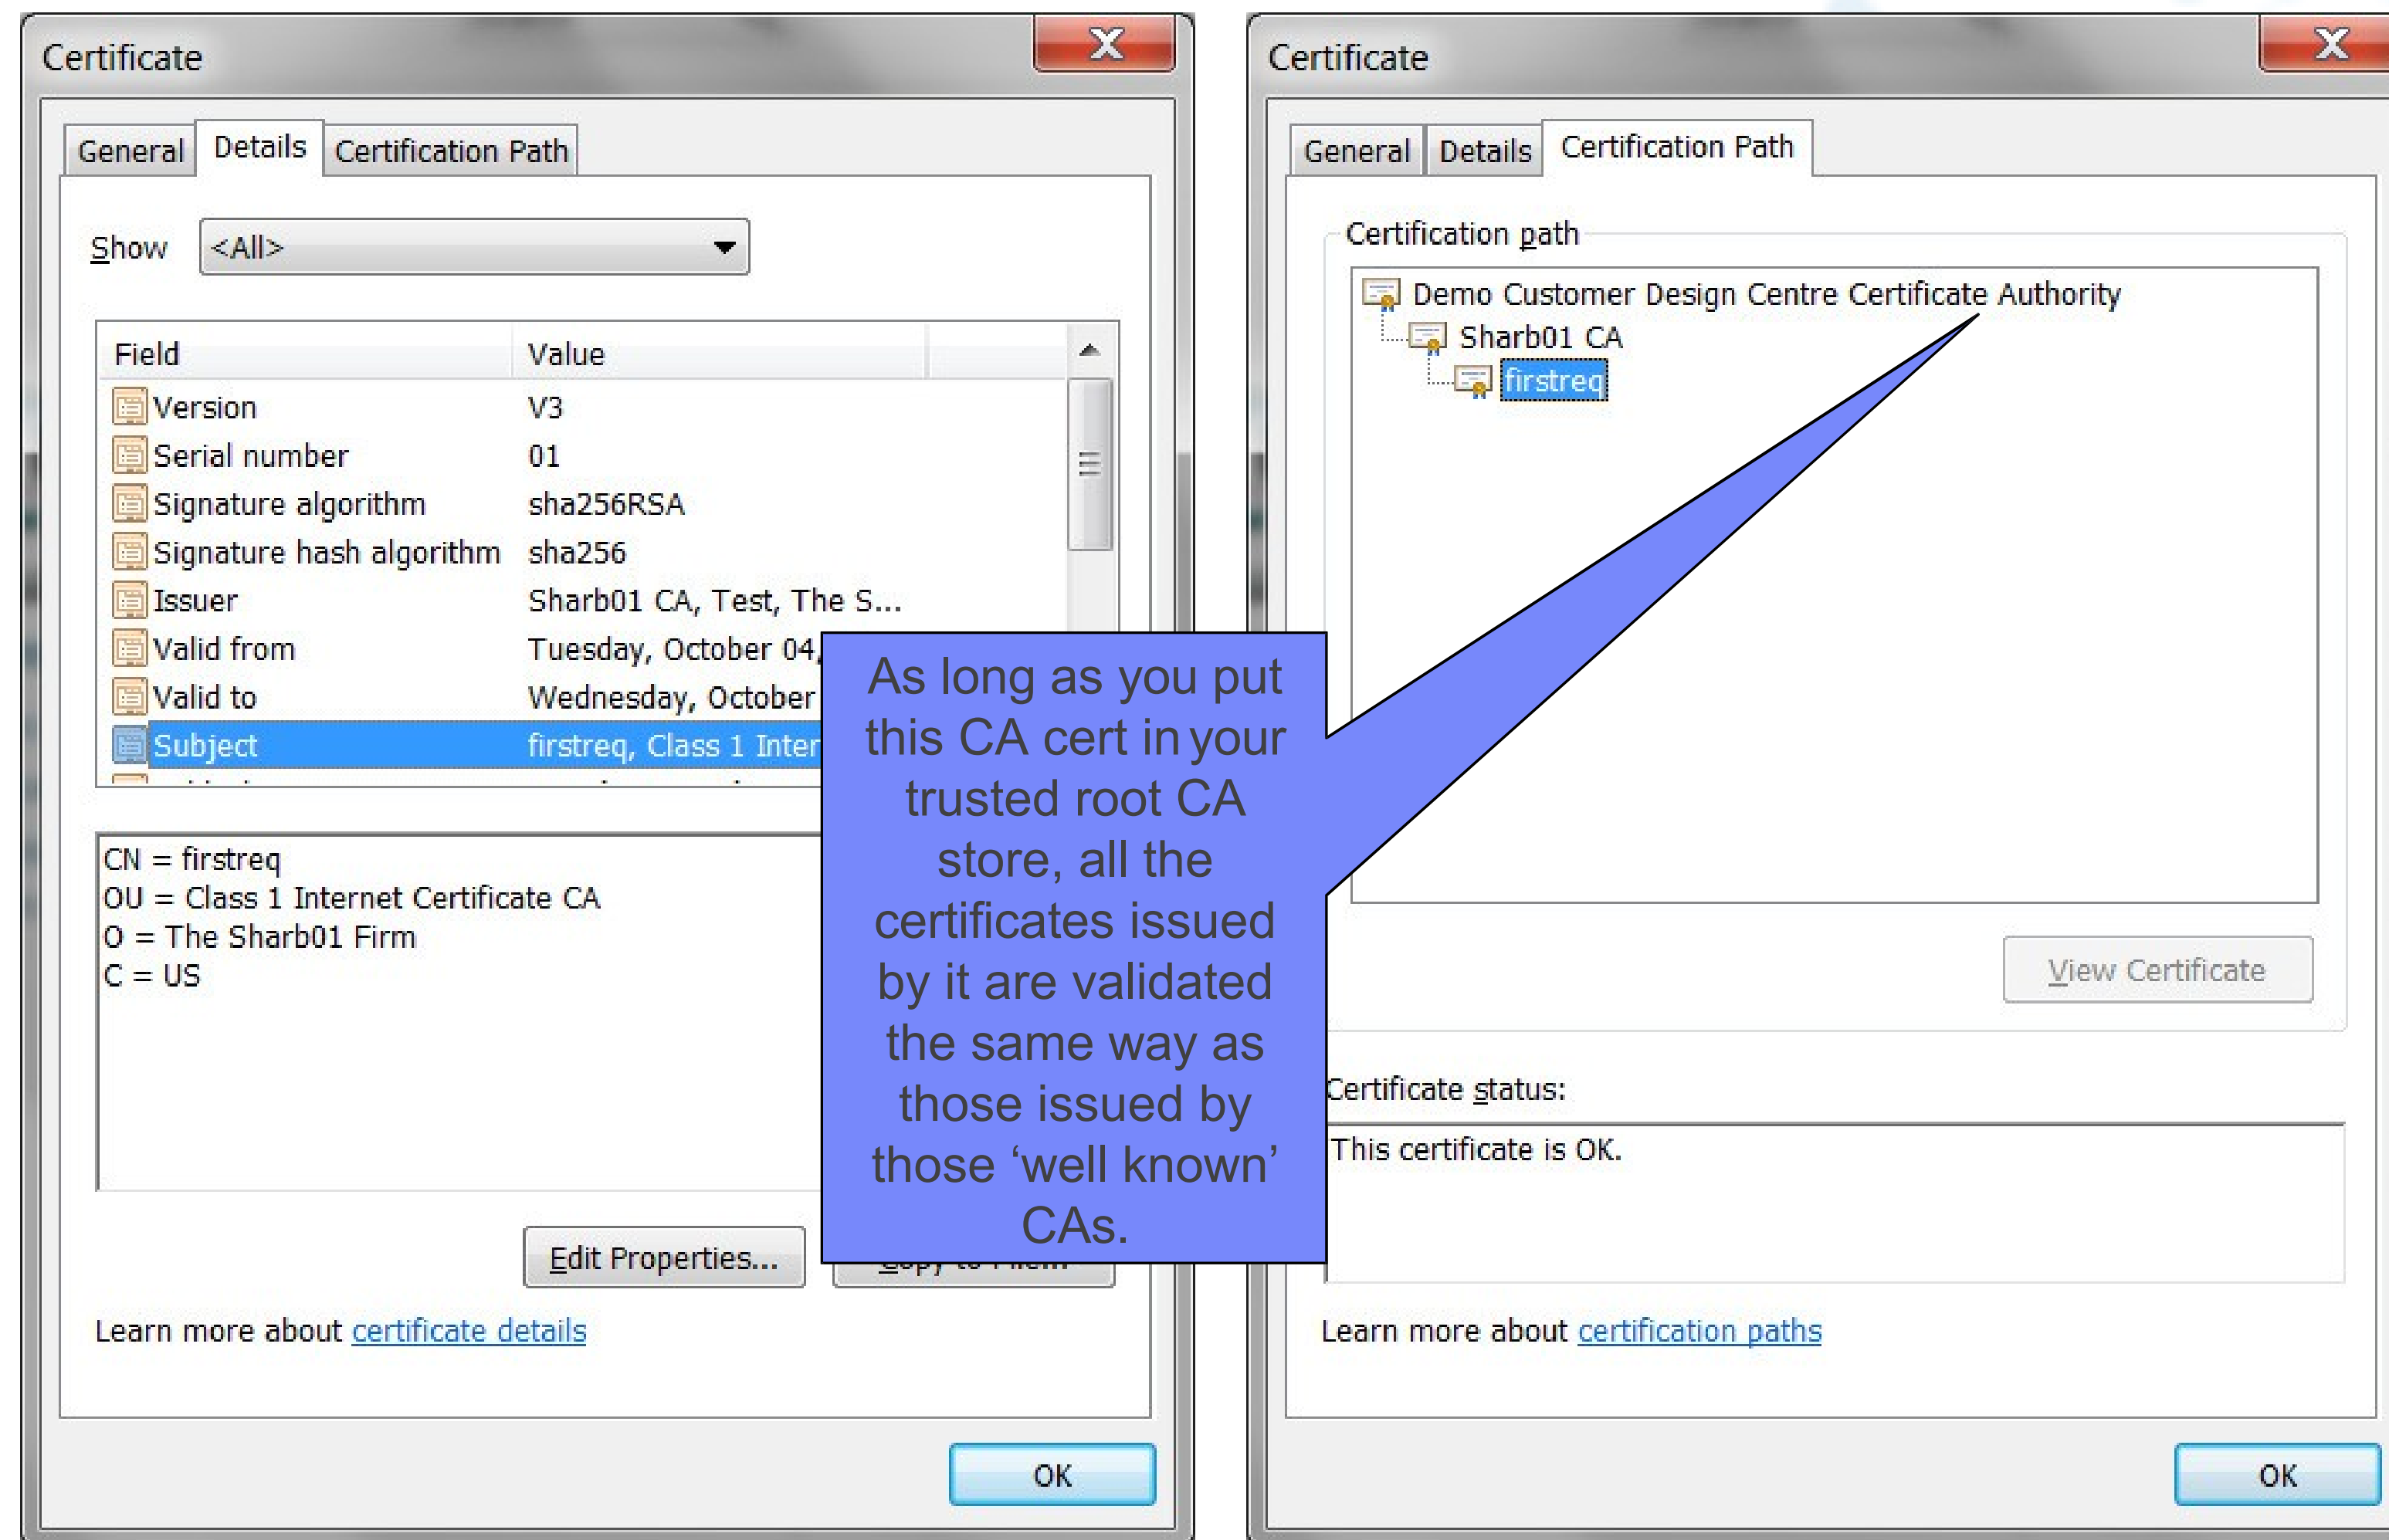 Certificate
General Details Certification Path
Show <All>
Field Value
Version V3
Serial number 01
Signature algorithm sha256RSA
Signature hash algorithm sha256
Issuer Sharb01 CA, Test, The S...
Valid from Tuesday, October 04,
Valid to Wednesday, October
Subject firstreq, Class 1 Inter
CN = firstreq
OU = Class 1 Internet Certificate CA
O = The Sharb01 Firm
C = US
Edit Properties...
Copy to File...
Learn more about certificate details
OK
As long as you put
this CA cert in your
trusted root CA
store, all the
certificates issued
by it are validated
the same way as
those issued by
those ‘well known’
CAs.
Certificate
General Details Certification Path
Certification path
Demo Customer Design Centre Certificate Authority
Sharb01 CA
firstreq
View Certificate
Certificate status:
This certificate is OK.
Learn more about certification paths
OK